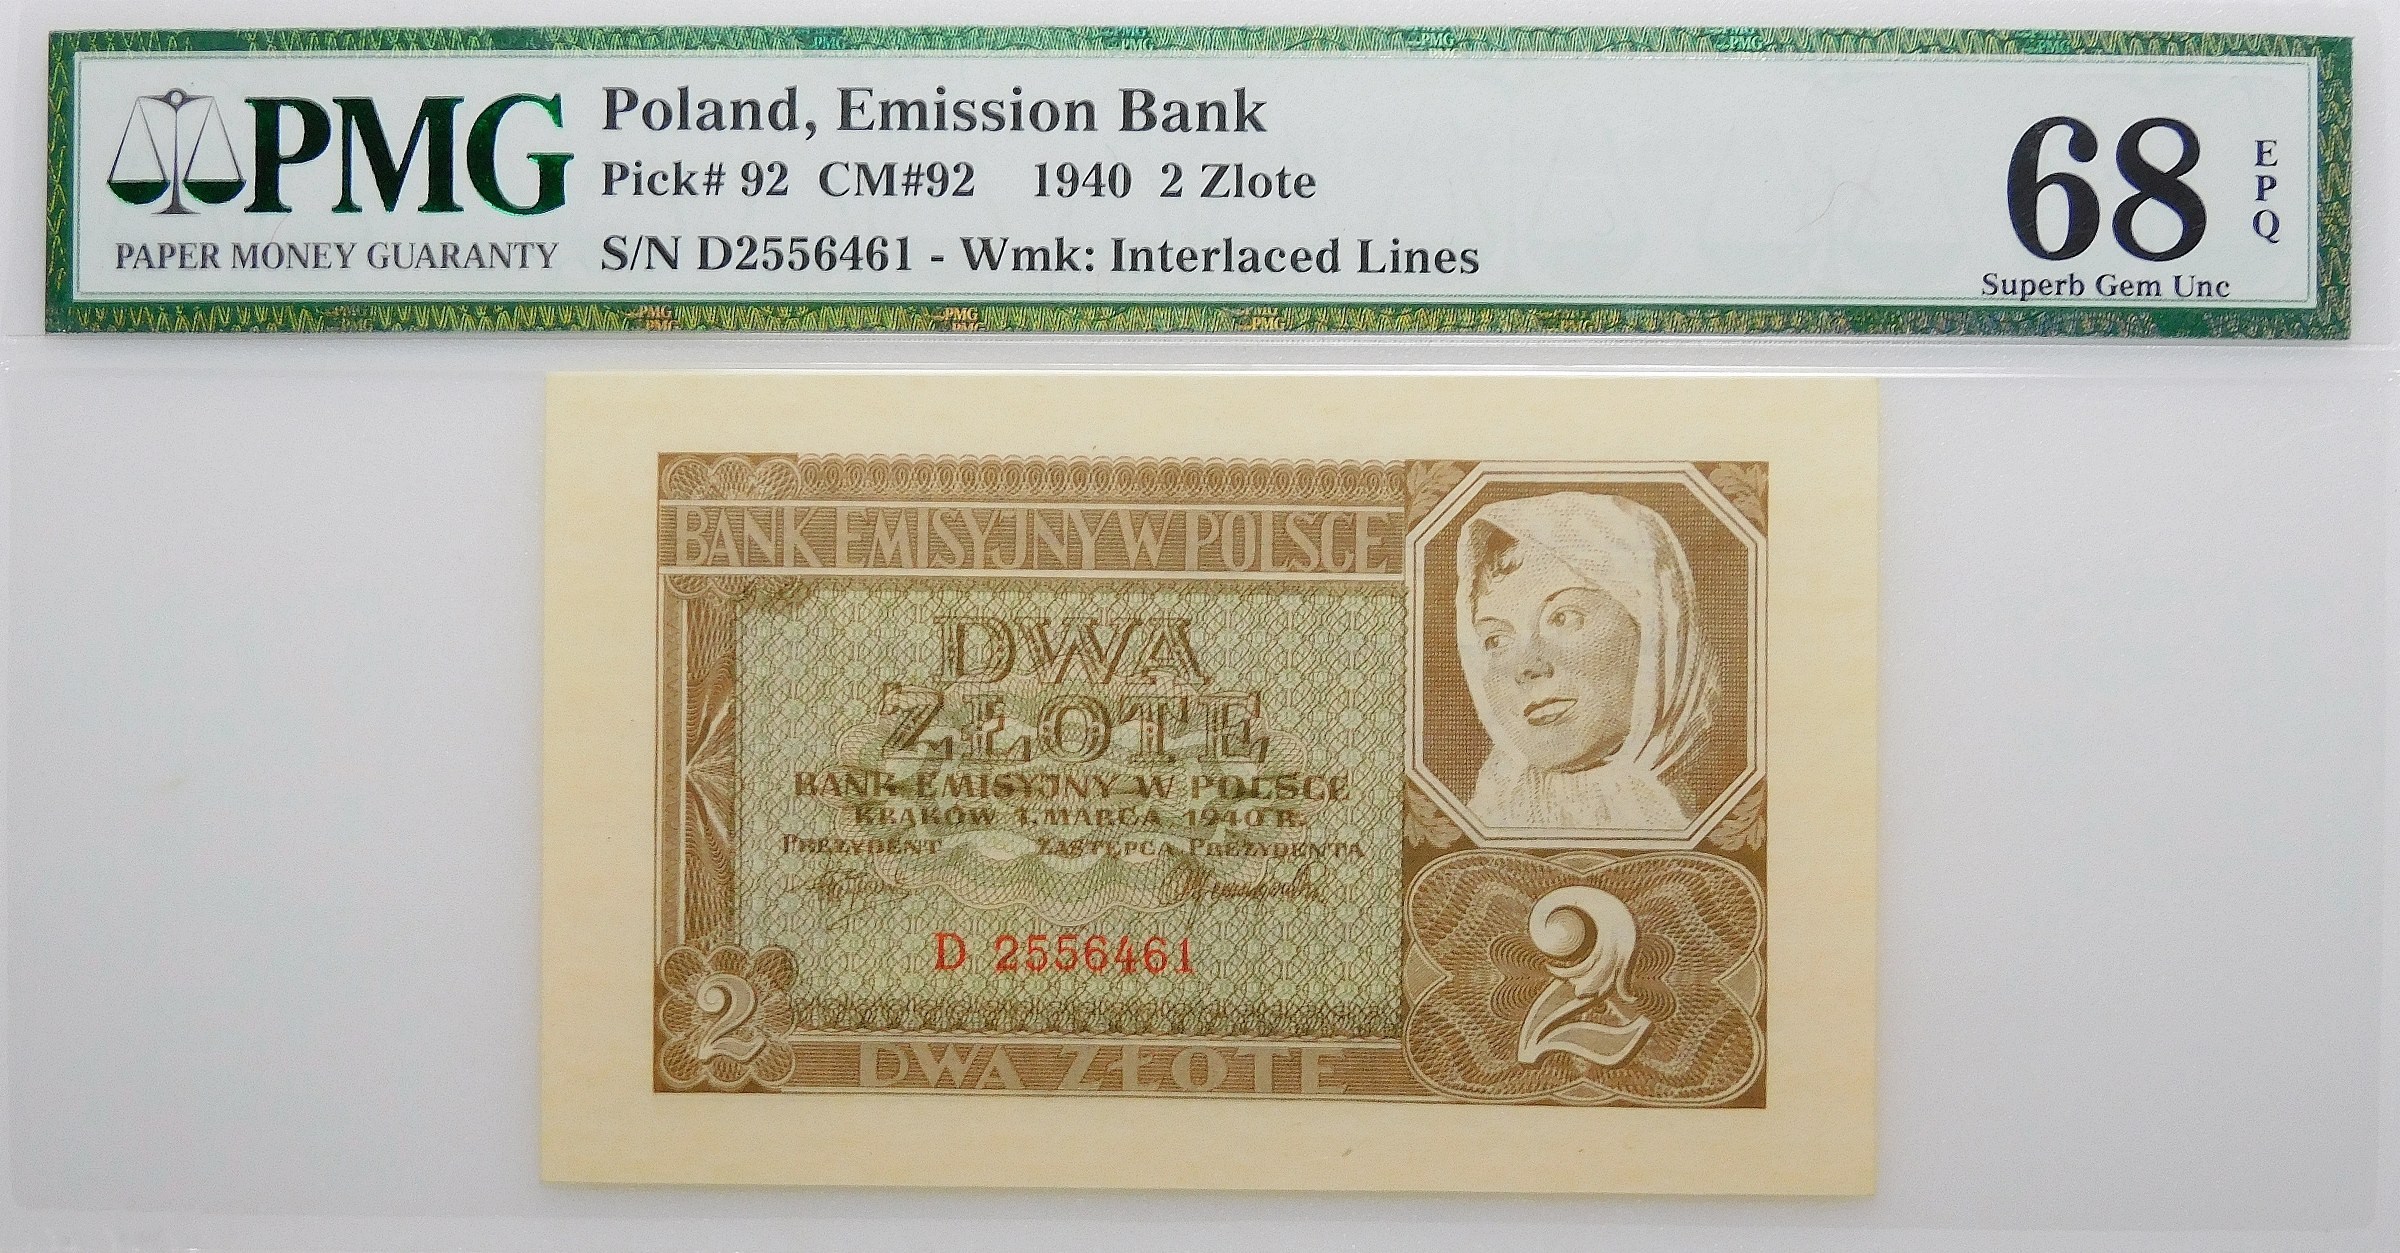 PMG
PAPER MONEY GUARANTY
Poland, Emission Bank
Pick# 92 CM#92 1940 2 Zlote
S/N D2556461 - Wmk: Interlaced Lines
68
EPQ
Superb Gem Unc
BANK EMISYJNY W POLSCE
DWA
ZŁOTE
BANK EMISYJNY W POLSCE
KRAKÓW 1. MARCA 1940 R.
PREZYDENT ZASTĘPCA PREZYDENTA
D 2556461
2
2
DWA ZŁOTE